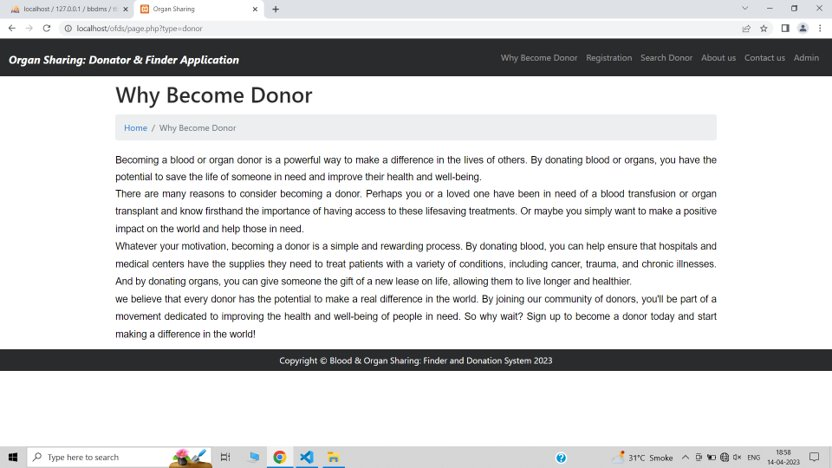 localhost / 127.0.0.1 / bbdms /
Organ Sharing
localhost/ofds/page.php?type=donor
Organ Sharing: Donator & Finder Application
Why Become Donor Registration Search Donor About us Contact us Admin
Why Become Donor
Home / Why Become Donor
Becoming a blood or organ donor is a powerful way to make a difference in the lives of others. By donating blood or organs, you have the
potential to save the life of someone in need and improve their health and well-being.
There are many reasons to consider becoming a donor. Perhaps you or a loved one have been in need of a blood transfusion or organ
transplant and know firsthand the importance of having access to these lifesaving treatments. Or maybe you simply want to make a positive
impact on the world and help those in need.
Whatever your motivation, becoming a donor is a simple and rewarding process. By donating blood, you can help ensure that hospitals and
medical centers have the supplies they need to treat patients with a variety of conditions, including cancer, trauma, and chronic illnesses.
And by donating organs, you can give someone the gift of a new lease on life, allowing them to live longer and healthier.
we believe that every donor has the potential to make a real difference in the world. By joining our community of donors, you'll be part of a
movement dedicated to improving the health and well-being of people in need. So why wait? Sign up to become a donor today and start
making a difference in the world!
Copyright © Blood & Organ Sharing: Finder and Donation System 2023
Type here to search
31°C Smoke
ENG
18:58
14-04-2023